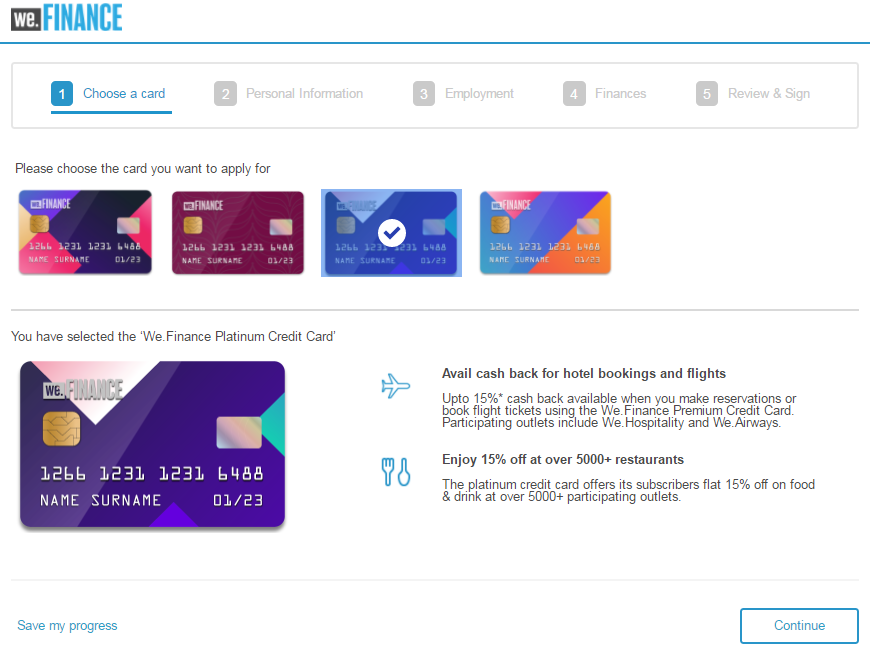 we.FINANCE
1 Choose a card
2 Personal Information
3 Employment
4 Finances
5 Review & Sign
Please choose the card you want to apply for
we.FINANCE
1266 1231 1231 6488
NAME SURNAME 01/23
we.FINANCE
1266 1231 1231 6488
NAME SURNAME 01/23
we.FINANCE
1266 1231 1231 6488
NAME SURNAME 01/23
we.FINANCE
1266 1231 1231 6488
NAME SURNAME 01/23
You have selected the ‘We.Finance Platinum Credit Card’
we.FINANCE
1266 1231 1231 6488
NAME SURNAME 01/23
Avail cash back for hotel bookings and flights
Upto 15%* cash back available when you make reservations or
book flight tickets using the We.Finance Premium Credit Card.
Participating outlets include We.Hospitality and We.Airways.
Enjoy 15% off at over 5000+ restaurants
The platinum credit card offers its subscribers flat 15% off on food
& drink at over 5000+ participating outlets.
Save my progress
Continue